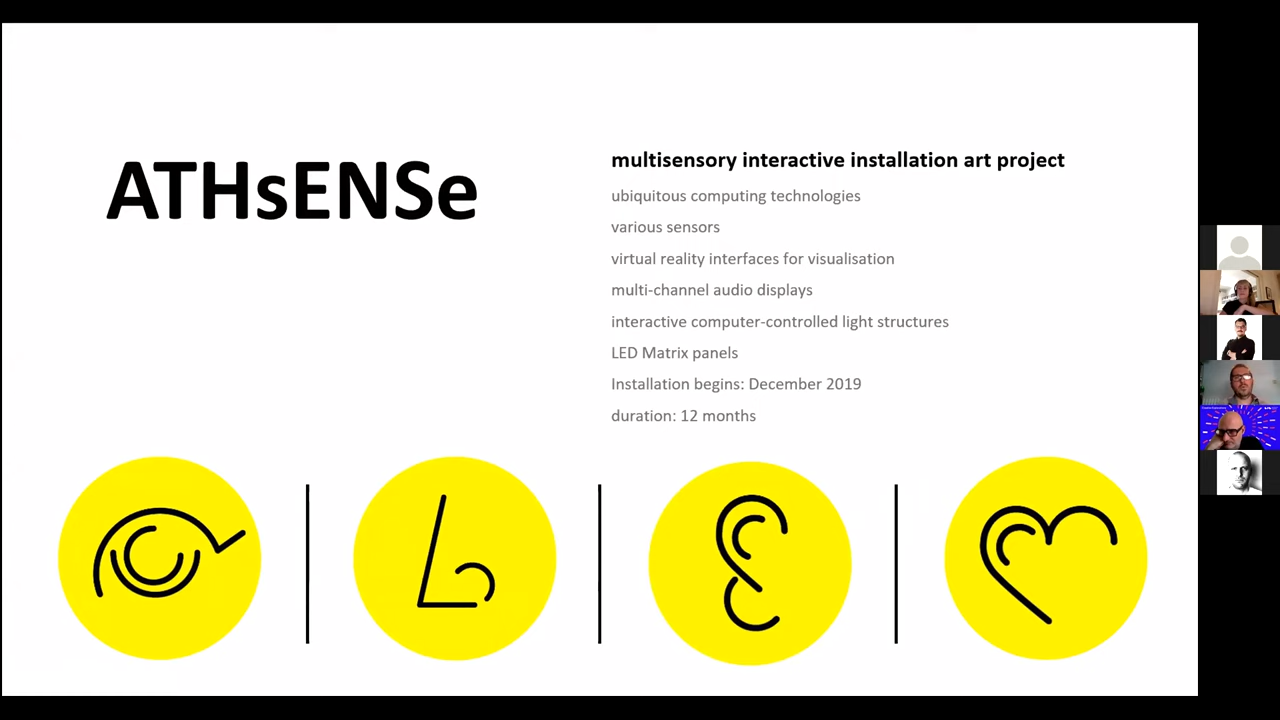 ATHsENSe
multisensory interactive installation art project
ubiquitous computing technologies
various sensors
virtual reality interfaces for visualisation
multi-channel audio displays
interactive computer-controlled light structures
LED Matrix panels
Installation begins: December 2019
duration: 12 months